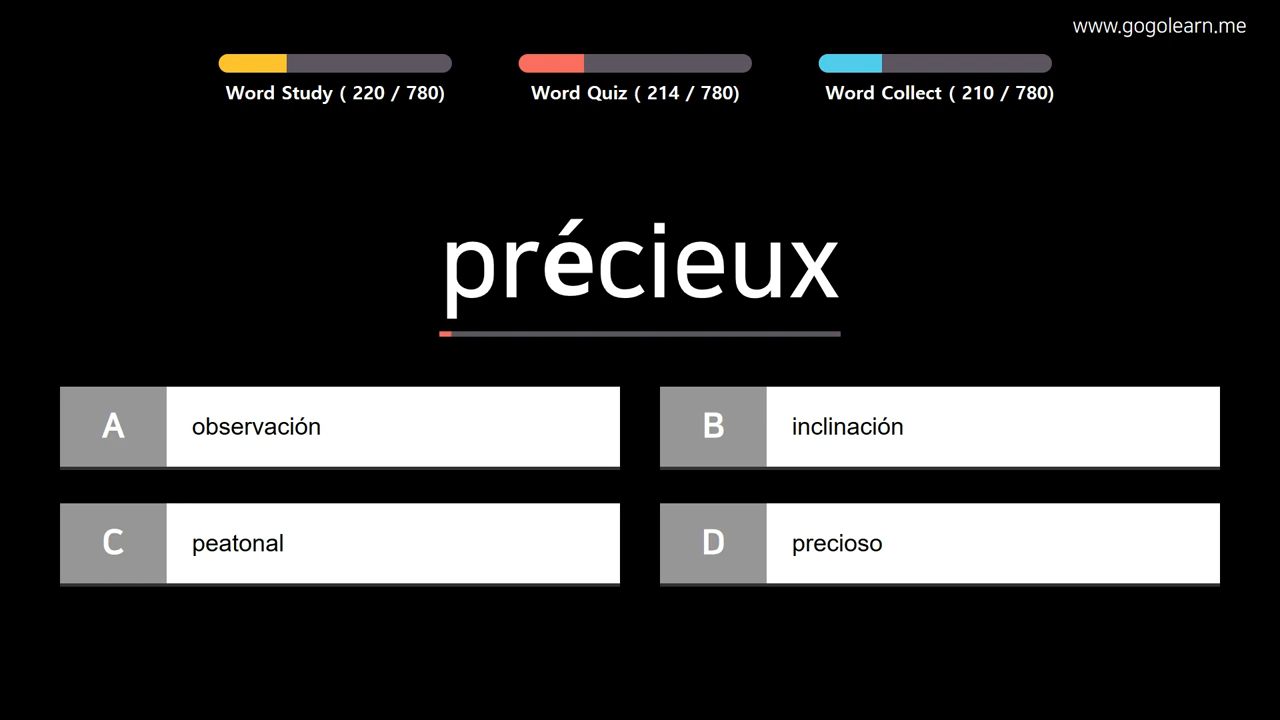 www.gogolearn.me
Word Study ( 220 / 780)
Word Quiz ( 214 / 780)
Word Collect ( 210 / 780)
précieux
A observación
B inclinación
C peatonal
D precioso